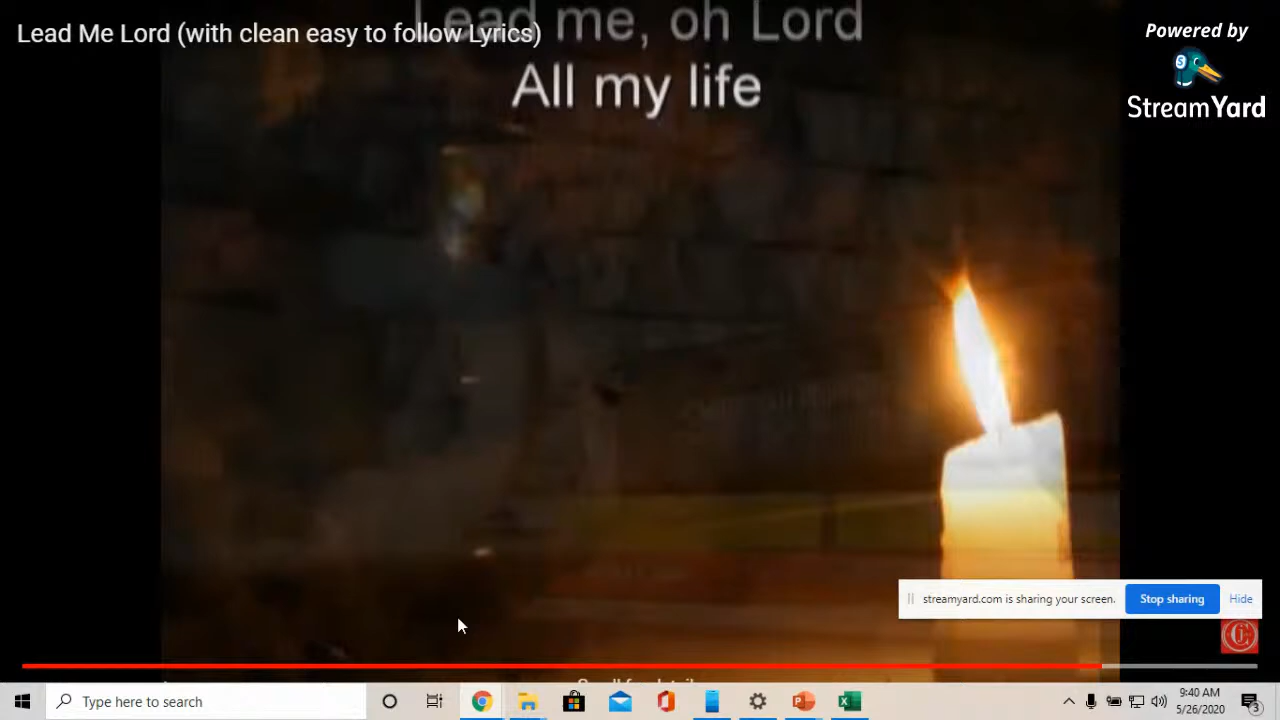 Lead me, oh Lord
Lead Me Lord (with clean easy to follow Lyrics)
All my life
Powered by
StreamYard
streamyard.com is sharing your screen.
Stop sharing
Hide
Type here to search
9:40 AM
5/26/2020
3